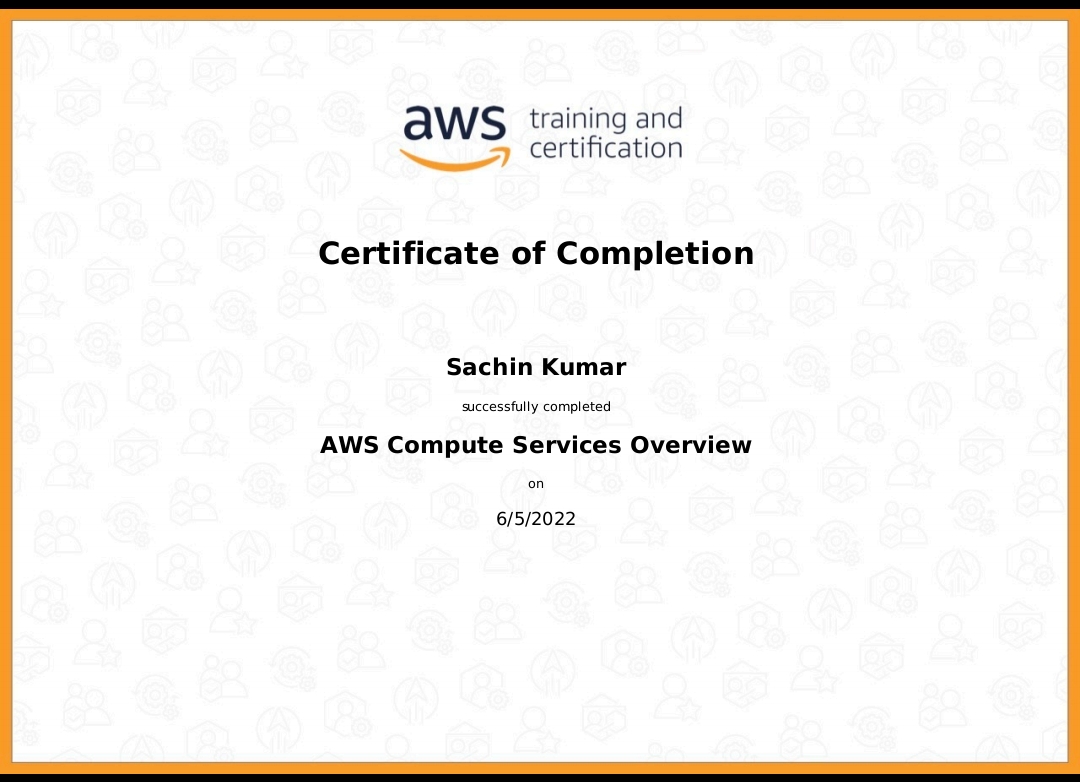 aws training and
certification
Certificate of Completion
Sachin Kumar
successfully completed
AWS Compute Services Overview
on
6/5/2022